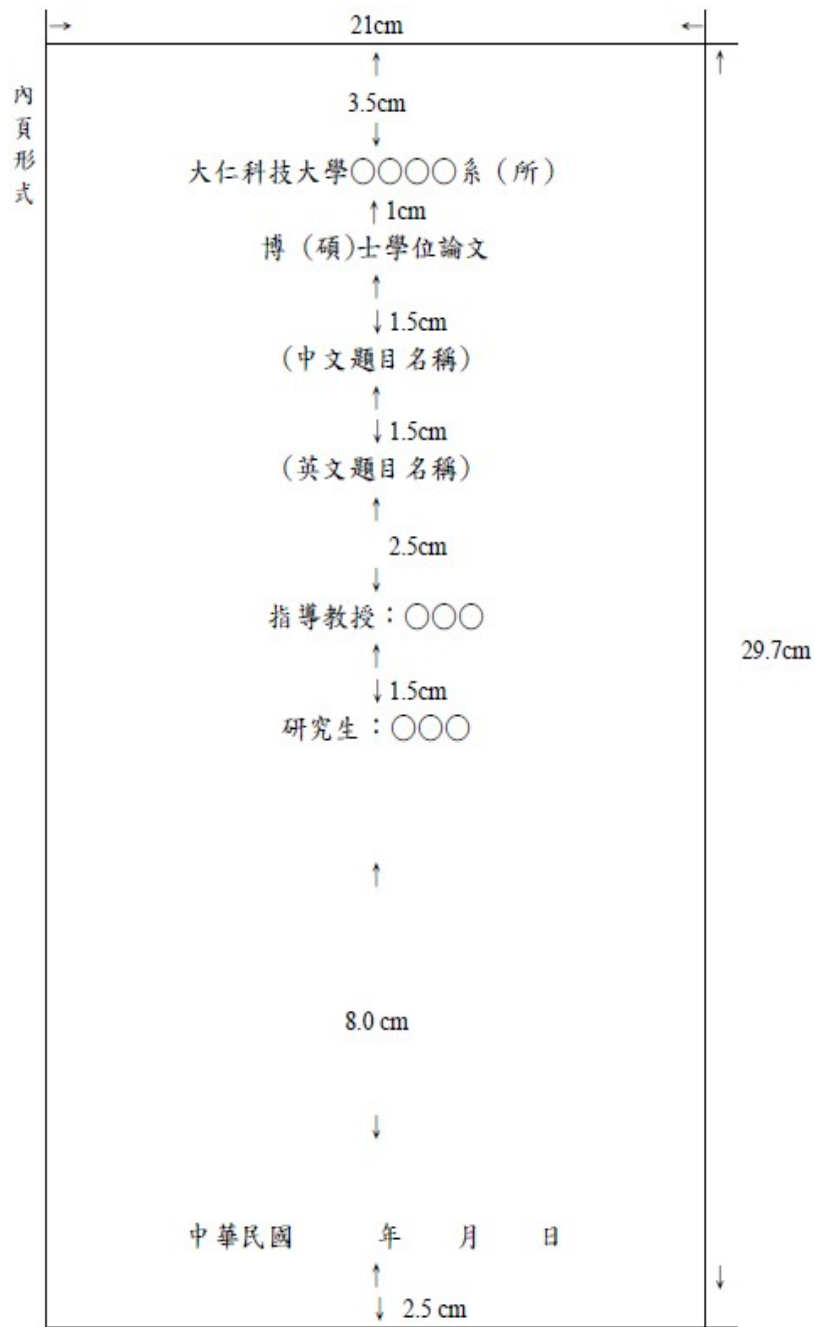 21cm
內頁形式
3.5cm
大仁科技大學○○○○系（所）
1cm
博（碩)士學位論文
1.5cm
(中文題目名稱)
1.5cm
(英文題目名稱)
2.5cm
指導教授：○○○
29.7cm
1.5cm
研究生：○○○
8.0 cm
中華民國 年 月 日
2.5 cm